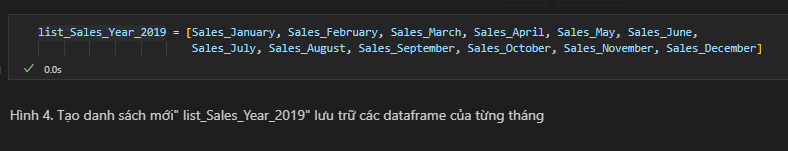 list_Sales_Year_2019 = [Sales_January, Sales_February, Sales_March, Sales_April, Sales_May, Sales_June,
Sales_July, Sales_August, Sales_September, Sales_October, Sales_November, Sales_December]
0.0s
Hình 4. Tạo danh sách mới" list_Sales_Year_2019" lưu trữ các dataframe của từng tháng